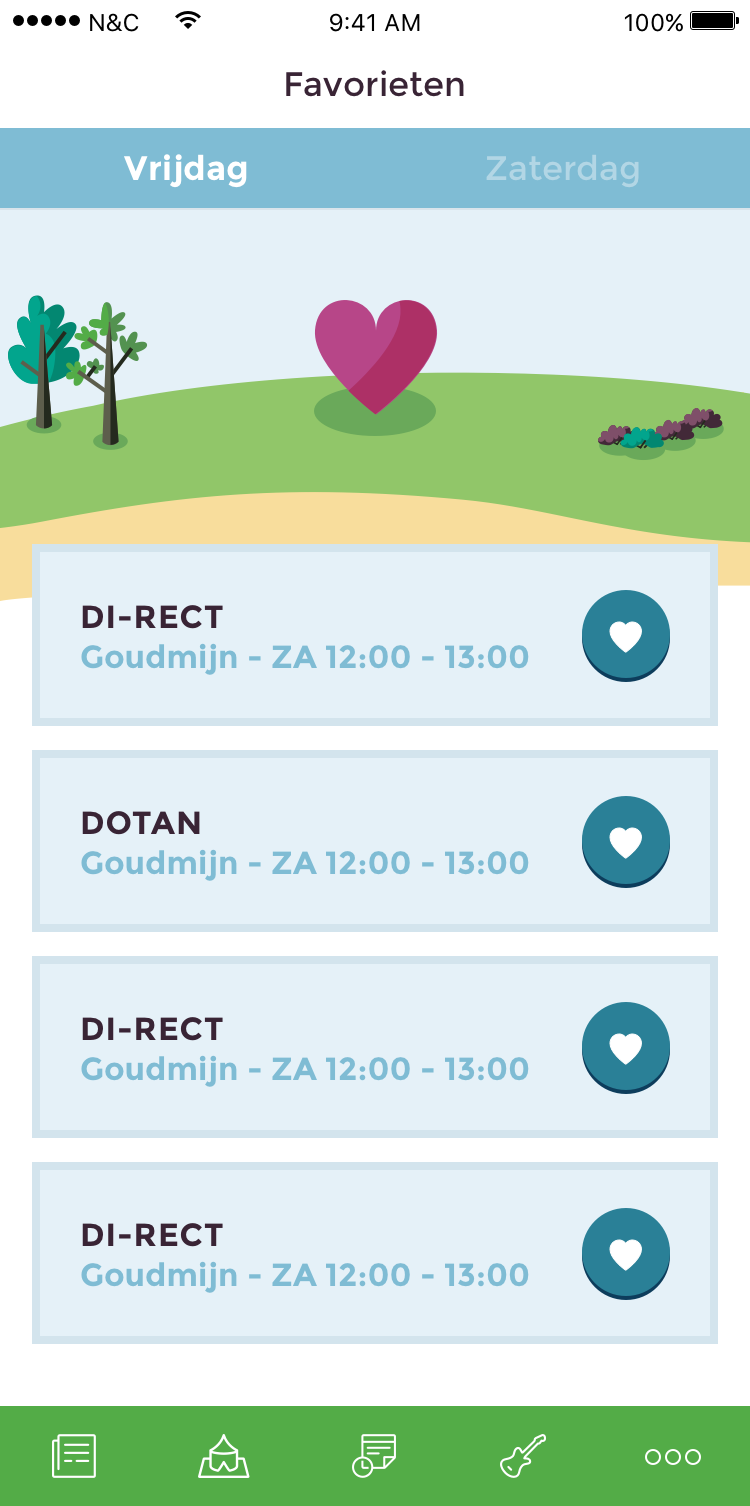 N&C 9:41 AM 100%
Favorieten
Vrijdag Zaterdag
DI-RECT
Goudmijn - ZA 12:00 - 13:00
DOTAN
Goudmijn - ZA 12:00 - 13:00
DI-RECT
Goudmijn - ZA 12:00 - 13:00
DI-RECT
Goudmijn - ZA 12:00 - 13:00